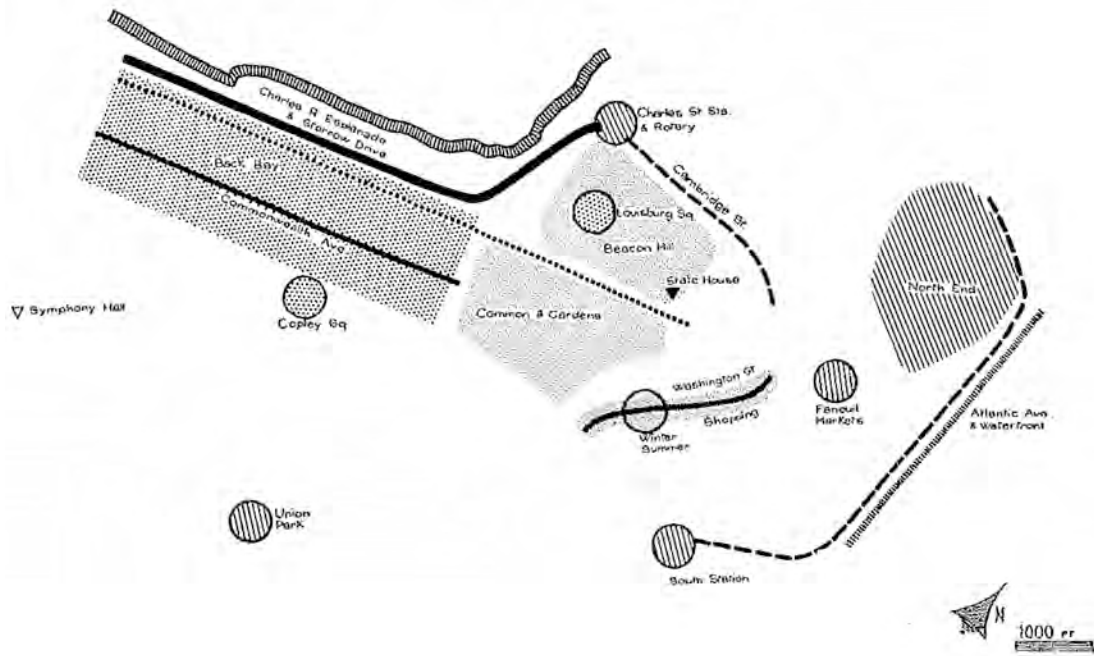 Charles R Esplanade
& Storrow Drive
Charles St Sta.
& Rotary
Back Bay
Commonwealth Ave
Cambridge St.
Louisburg Sq.
Beacon Hill
State House
North End
Symphony Hall
Copley Sq
Common & Gardens
Washington St
Shopping
Winter
Summer
Faneuil
Markets
Atlantic Ave.
& Waterfront
Union
Park
South Station
N
1000 FT